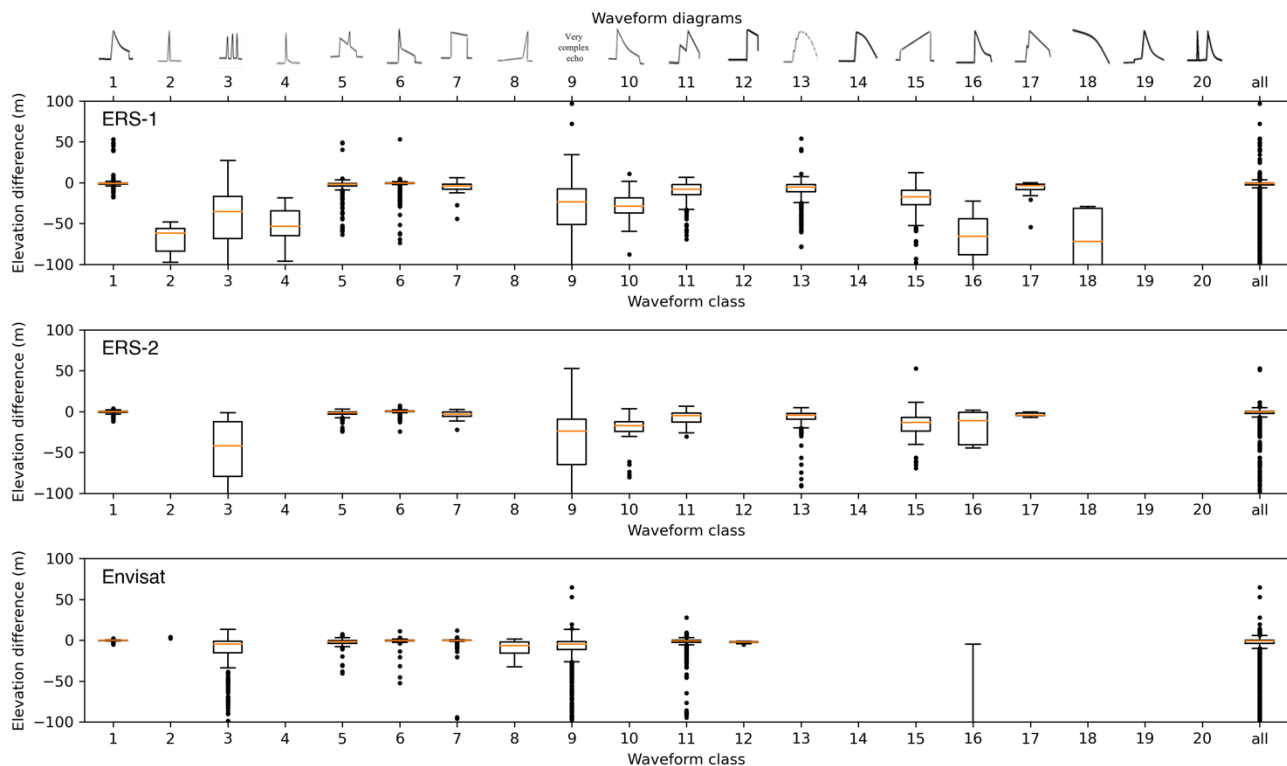 Waveform diagrams
Very
complex
echo
1 2 3 4 5 6 7 8 9 10 11 12 13 14 15 16 17 18 19 20 all
100
50
0
−50
−100
Elevation difference (m)
ERS-1
1 2 3 4 5 6 7 8 9 10 11 12 13 14 15 16 17 18 19 20 all
Waveform class
100
50
0
−50
−100
Elevation difference (m)
ERS-2
1 2 3 4 5 6 7 8 9 10 11 12 13 14 15 16 17 18 19 20 all
Waveform class
100
50
0
−50
−100
Elevation difference (m)
Envisat
1 2 3 4 5 6 7 8 9 10 11 12 13 14 15 16 17 18 19 20 all
Waveform class